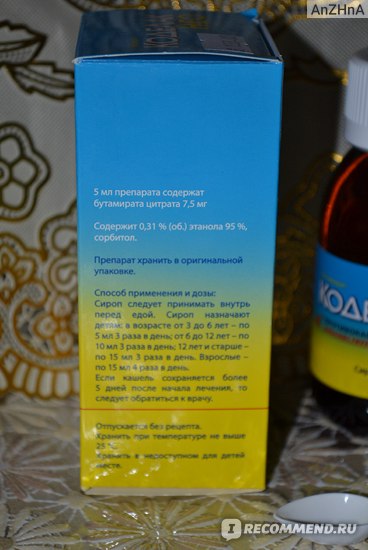 AnZHnA
5 мл препарата содержат
бутамирата цитрата 7,5 мг
Содержит 0,31 % (об.) этанола 95 %,
сорбитол.
Препарат хранить в оригинальной
упаковке.
Способ применения и дозы:
Сироп следует принимать внутрь
перед едой. Сироп назначают
детям: в возрасте от 3 до 6 лет –
по 5 мл 3 раза в день; от 6 до 12 лет – по
10 мл 3 раза в день; 12 лет и старше –
по 15 мл 3 раза в день. Взрослые –
по 15 мл 4 раза в день.
Если кашель сохраняется более
5 дней после начала лечения, то
следует обратиться к врачу.
Отпускается без рецепта.
Хранить при температуре не выше
25 °C.
Хранить в недоступном для детей
месте.
IRECOMMEND.RU